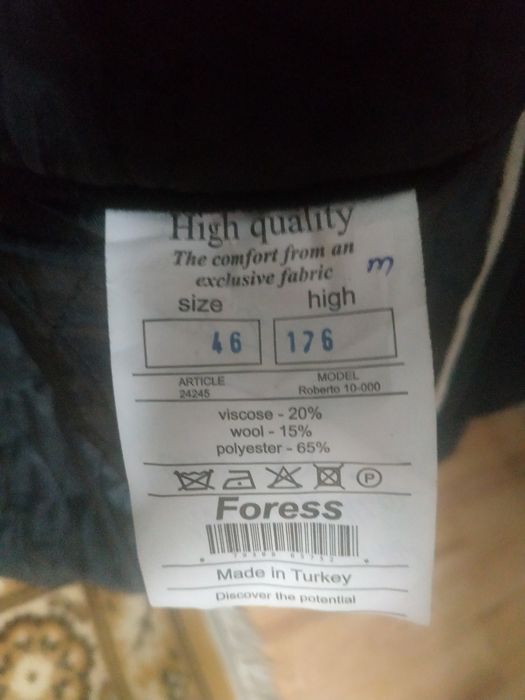 High quality
The comfort from an
exclusive fabric
m
size high
46 176
ARTICLE MODEL
24245 Roberto 10-000
viscose - 20%
wool - 15%
polyester - 65%
P
Foress
Made in Turkey
Discover the potential